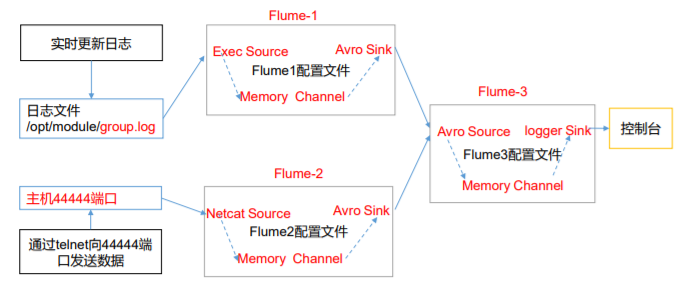 实时更新日志
日志文件
/opt/module/group.log
主机44444端口
通过telnet向44444端
口发送数据
Flume-1
Exec Source
Avro Sink
Flume1配置文件
Memory Channel
Flume-2
Netcat Source
Avro Sink
Flume2配置文件
Memory Channel
Flume-3
Avro Source
logger Sink
Flume3配置文件
Memory Channel
控制台